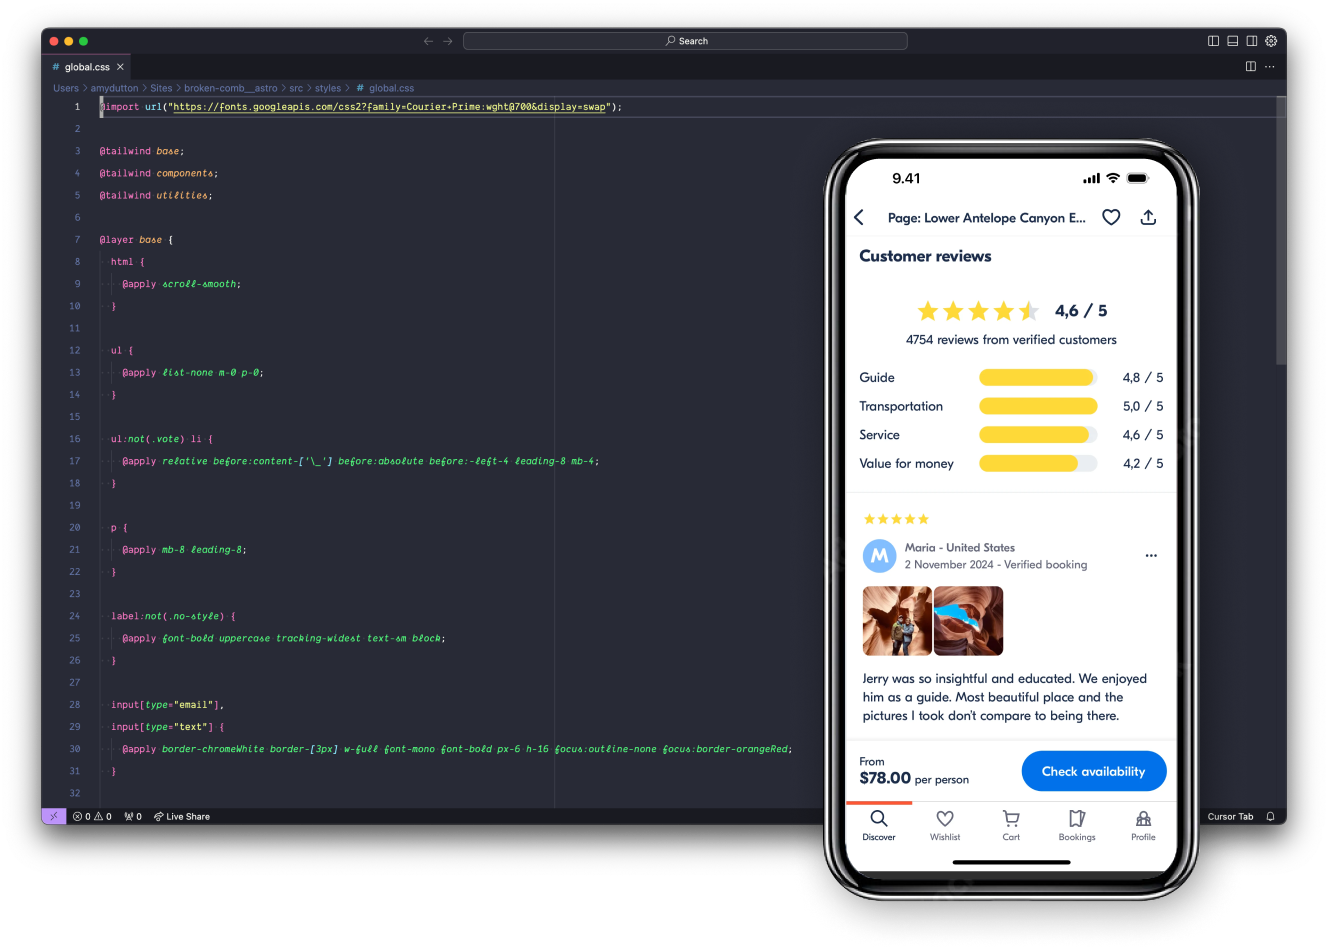 Search
# global.css ×
Users > amydutton > Sites > broken-comb__astro > src > styles > # global.css
1 @import url("https://fonts.googleapis.com/css2?family=Courier+Prime:wght@700&display=swap");
2
3 @tailwind base;
4 @tailwind components;
5 @tailwind utilities;
6
7 @layer base {
8 html {
9 @apply scroll-smooth;
10 }
11
12 ul {
13 @apply list-none m-0 p-0;
14 }
15
16 ul:not(.vote) li {
17 @apply relative before:content-['\_'] before:absolute before:-left-4 leading-8 mb-4;
18 }
19
20 p {
21 @apply mb-8 leading-8;
22 }
23
24 label:not(.no-style) {
25 @apply font-bold uppercase tracking-widest text-sm block;
26 }
27
28 input[type="email"],
29 input[type="text"] {
30 @apply border-chromeWhite border-[3px] w-full font-mono font-bold px-6 h-16 focus:outline-none focus:border-orangeRed;
31 }
32
0 0 0 Live Share
Cursor Tab
9.41
Page: Lower Antelope Canyon E...
Customer reviews
4,6 / 5
4754 reviews from verified customers
Guide 4,8 / 5
Transportation 5,0 / 5
Service 4,6 / 5
Value for money 4,2 / 5
M
Maria - United States
2 November 2024 - Verified booking
Jerry was so insightful and educated. We enjoyed
him as a guide. Most beautiful place and the
pictures I took don't compare to being there.
From
$78.00 per person
Check availability
Discover Wishlist Cart Bookings Profile